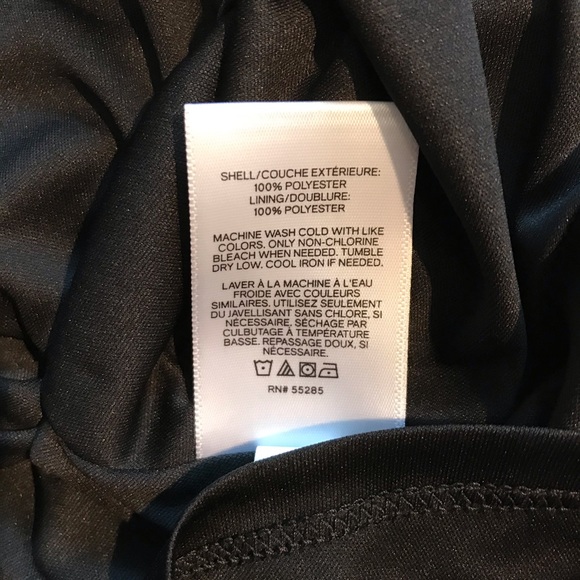 SHELL/COUCHE EXTÉRIEURE:
100% POLYESTER
LINING/DOUBLURE:
100% POLYESTER
MACHINE WASH COLD WITH LIKE
COLORS. ONLY NON-CHLORINE
BLEACH WHEN NEEDED. TUMBLE
DRY LOW. COOL IRON IF NEEDED.
LAVER À LA MACHINE À L'EAU
FROIDE AVEC COULEURS
SIMILAIRES. UTILISEZ SEULEMENT
DU JAVELLISANT SANS CHLORE, SI
NÉCESSAIRE. SÉCHAGE PAR
CULBUTAGE À TEMPÉRATURE
BASSE. REPASSAGE DOUX, SI
NÉCESSAIRE.
RN# 55285